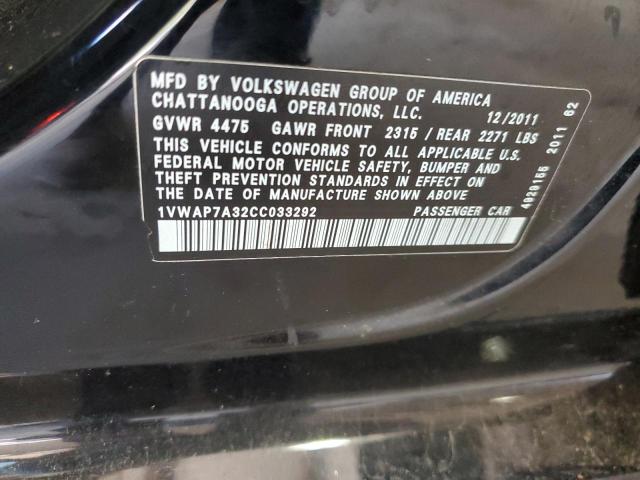 MFD BY VOLKSWAGEN GROUP OF AMERICA
CHATTANOOGA OPERATIONS, LLC. 12/2011
GVWR 4475 GAWR FRONT 2315 / REAR 2271 LBS
THIS VEHICLE CONFORMS TO ALL APPLICABLE U.S.
FEDERAL MOTOR VEHICLE SAFETY, BUMPER AND
THEFT PREVENTION STANDARDS IN EFFECT ON
THE DATE OF MANUFACTURE SHOWN ABOVE
1VWAP7A32CC033292 PASSENGER CAR
4929166 2011 62